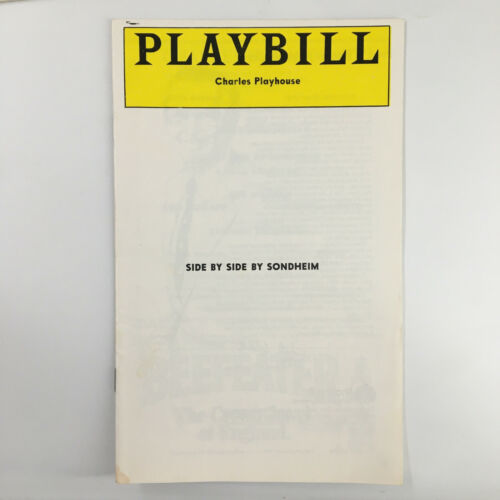 PLAYBILL
Charles Playhouse
SIDE BY SIDE BY SONDHEIM